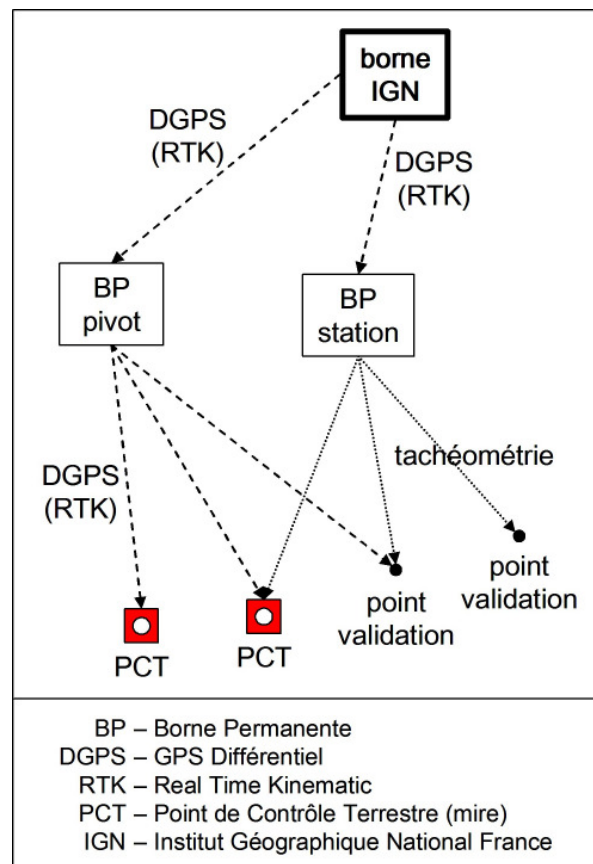 borne
IGN
DGPS
(RTK)
DGPS
(RTK)
BP
pivot
BP
station
tachéométrie
DGPS
(RTK)
point
validation
point
validation
PCT
PCT
BP – Borne Permanente
DGPS – GPS Différentiel
RTK – Real Time Kinematic
PCT – Point de Contrôle Terrestre (mire)
IGN – Institut Géographique National France